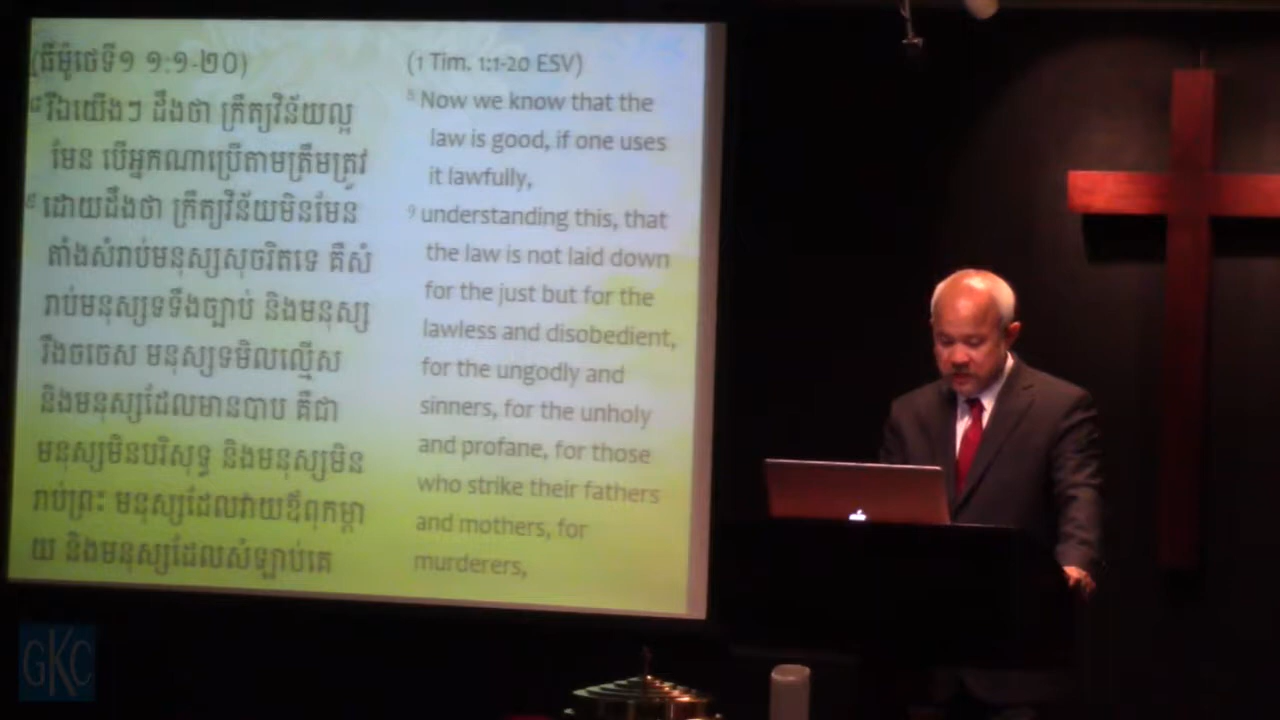 (ធីម៉ូថេទី១ ១:១-២០)
៨ រីឯយើងៗ ដឹងថា ក្រឹត្យវិន័យល្អ
មែន បើអ្នកណាប្រើតាមត្រឹមត្រូវ
៩ ដោយដឹងថា ក្រឹត្យវិន័យមិនមែន
តាំងសំរាប់មនុស្សសុចរិតទេ គឺសំ
រាប់មនុស្សទទឹងច្បាប់ និងមនុស្ស
រឹងចចេស មនុស្សទមិលល្មើស
និងមនុស្សដែលមានបាប គឺជា
មនុស្សមិនបរិសុទ្ធ និងមនុស្សមិន
រាប់ព្រះ មនុស្សដែលវាយឪពុកម្តា
យ និងមនុស្សដែលសំឡាប់គេ
(1 Tim. 1:1-20 ESV)
8 Now we know that the
law is good, if one uses
it lawfully,
9 understanding this, that
the law is not laid down
for the just but for the
lawless and disobedient,
for the ungodly and
sinners, for the unholy
and profane, for those
who strike their fathers
and mothers, for
murderers,
GKC